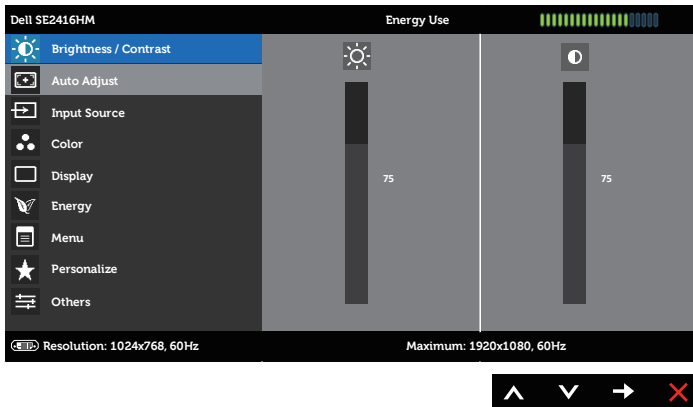 Dell SE2416HM Energy Use
Brightness / Contrast
Auto Adjust
Input Source
Color
Display
75 75
Energy
Menu
Personalize
Others
Resolution: 1024x768, 60Hz Maximum: 1920x1080, 60Hz